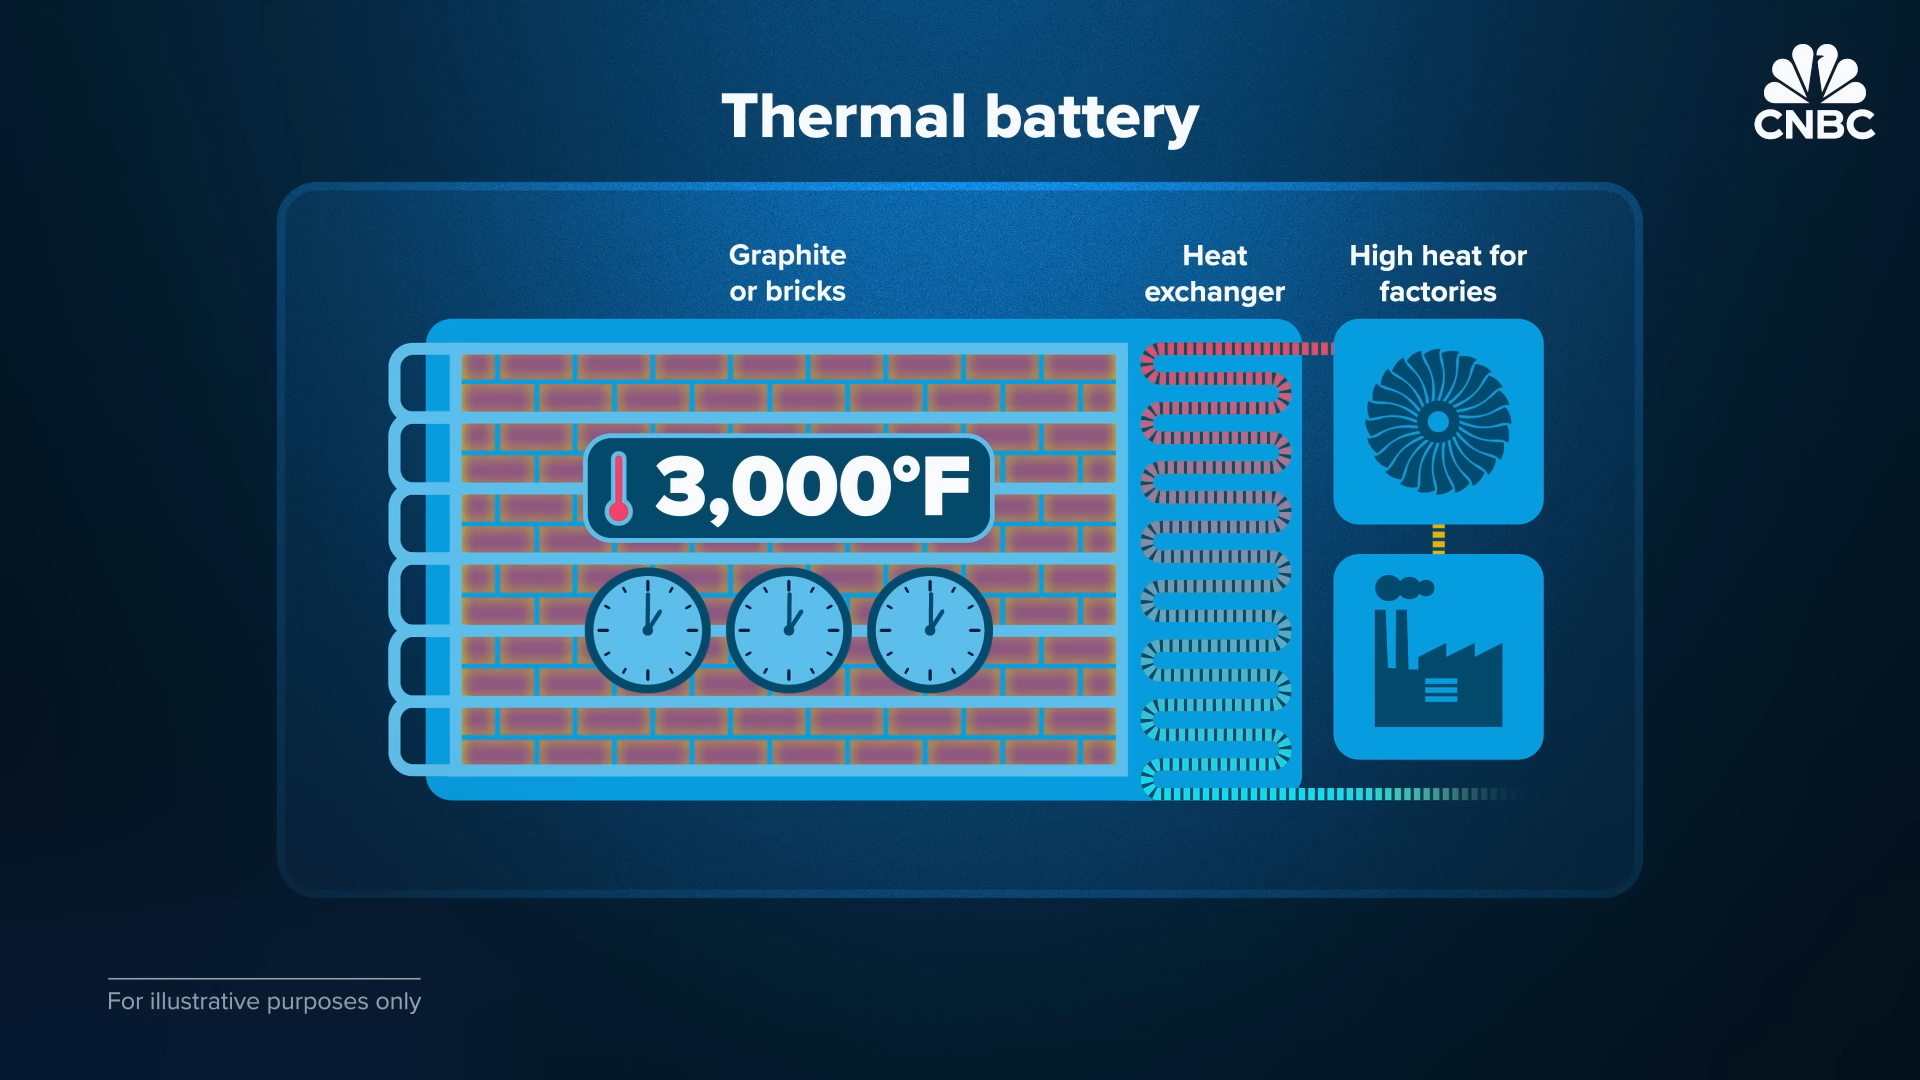 CNBC
Thermal battery
Graphite
or bricks
Heat
exchanger
High heat for
factories
3,000°F
For illustrative purposes only